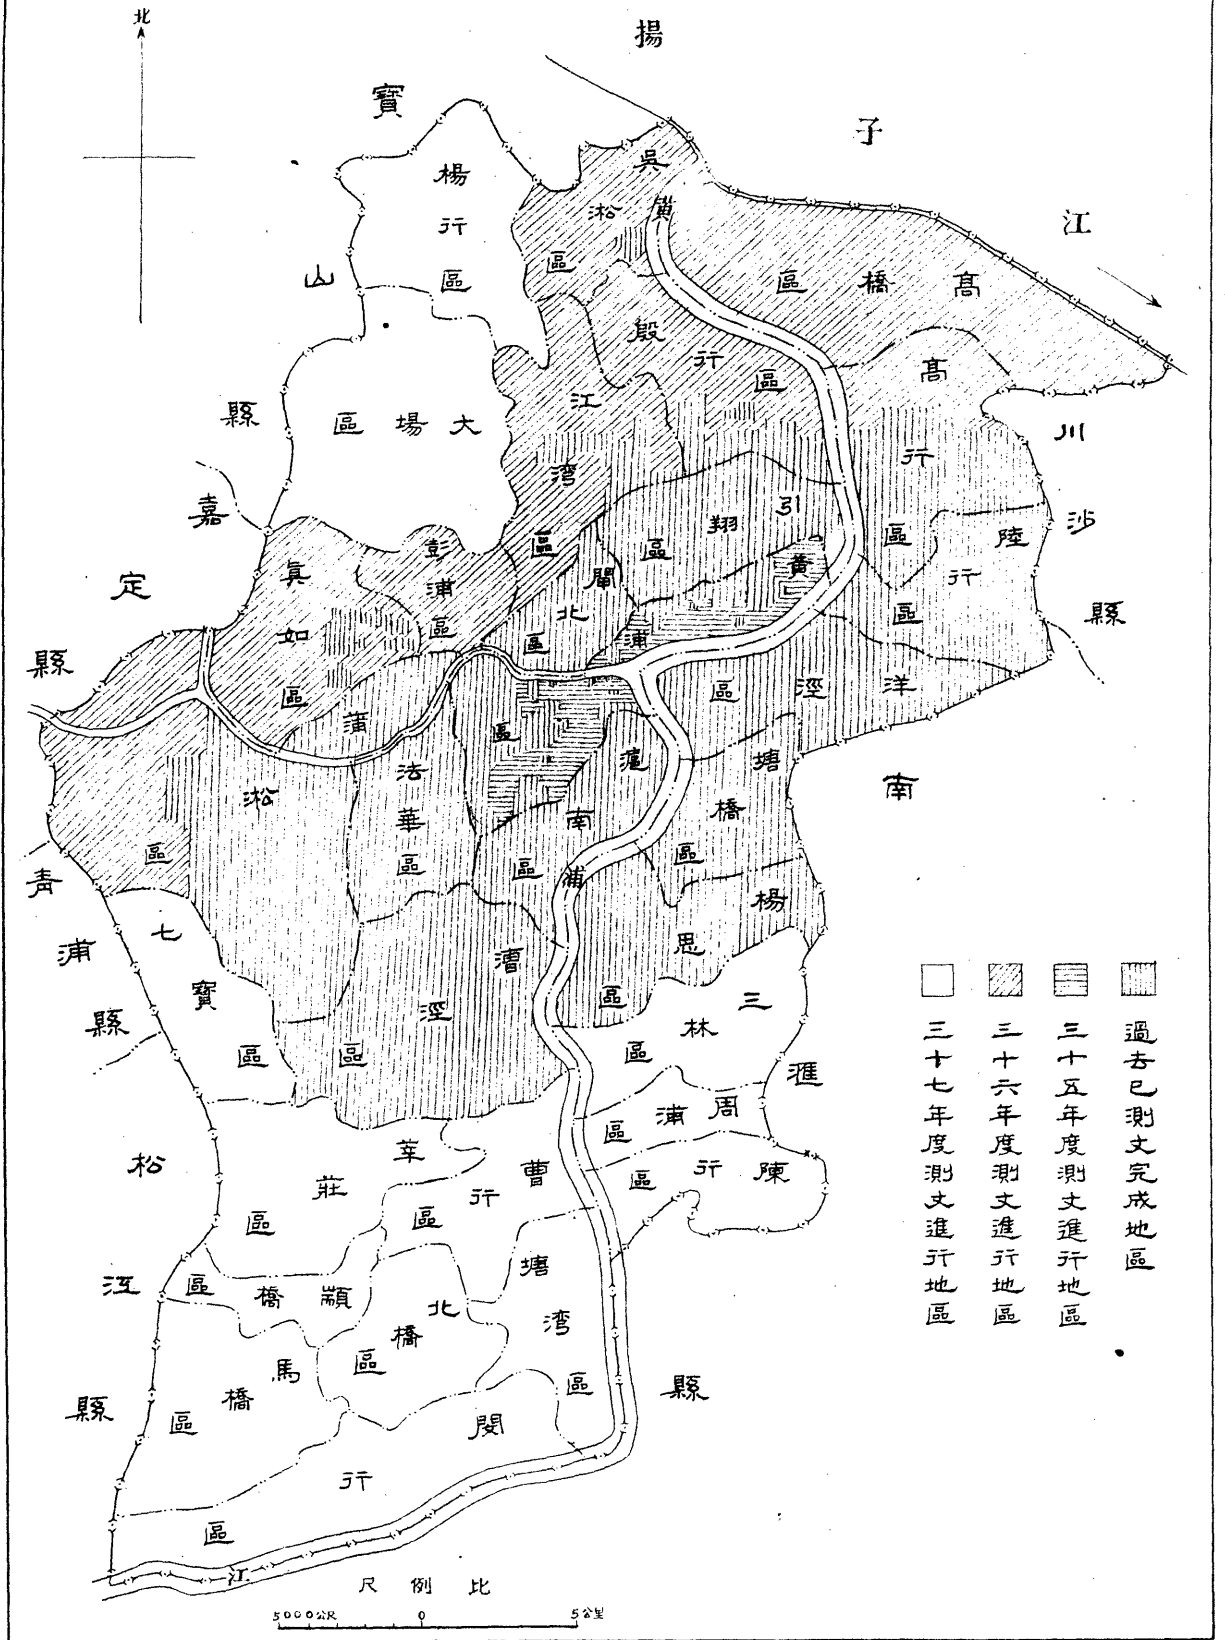 北
揚子江
寶山縣
嘉定縣
青浦縣
松江縣
川沙縣
南滙縣
楊行區
大場區
吳淞區
高橋區
殷行區
江灣區
高行區
陸行區
引翔區
黃浦區
閘北區
彭浦區
真如區
洋涇區
蒲淞區
法華區
滬南區
塘橋區
楊思區
漕涇區
七寶區
三林區
周浦區
陳行區
莘莊區
曹行區
塘灣區
顓橋區
北橋區
馬橋區
閔行區
黃浦江
過去已測丈完成地區
三十五年度測丈進行地區
三十六年度測丈進行地區
三十七年度測丈進行地區
比例尺
5000公尺 0 5公里